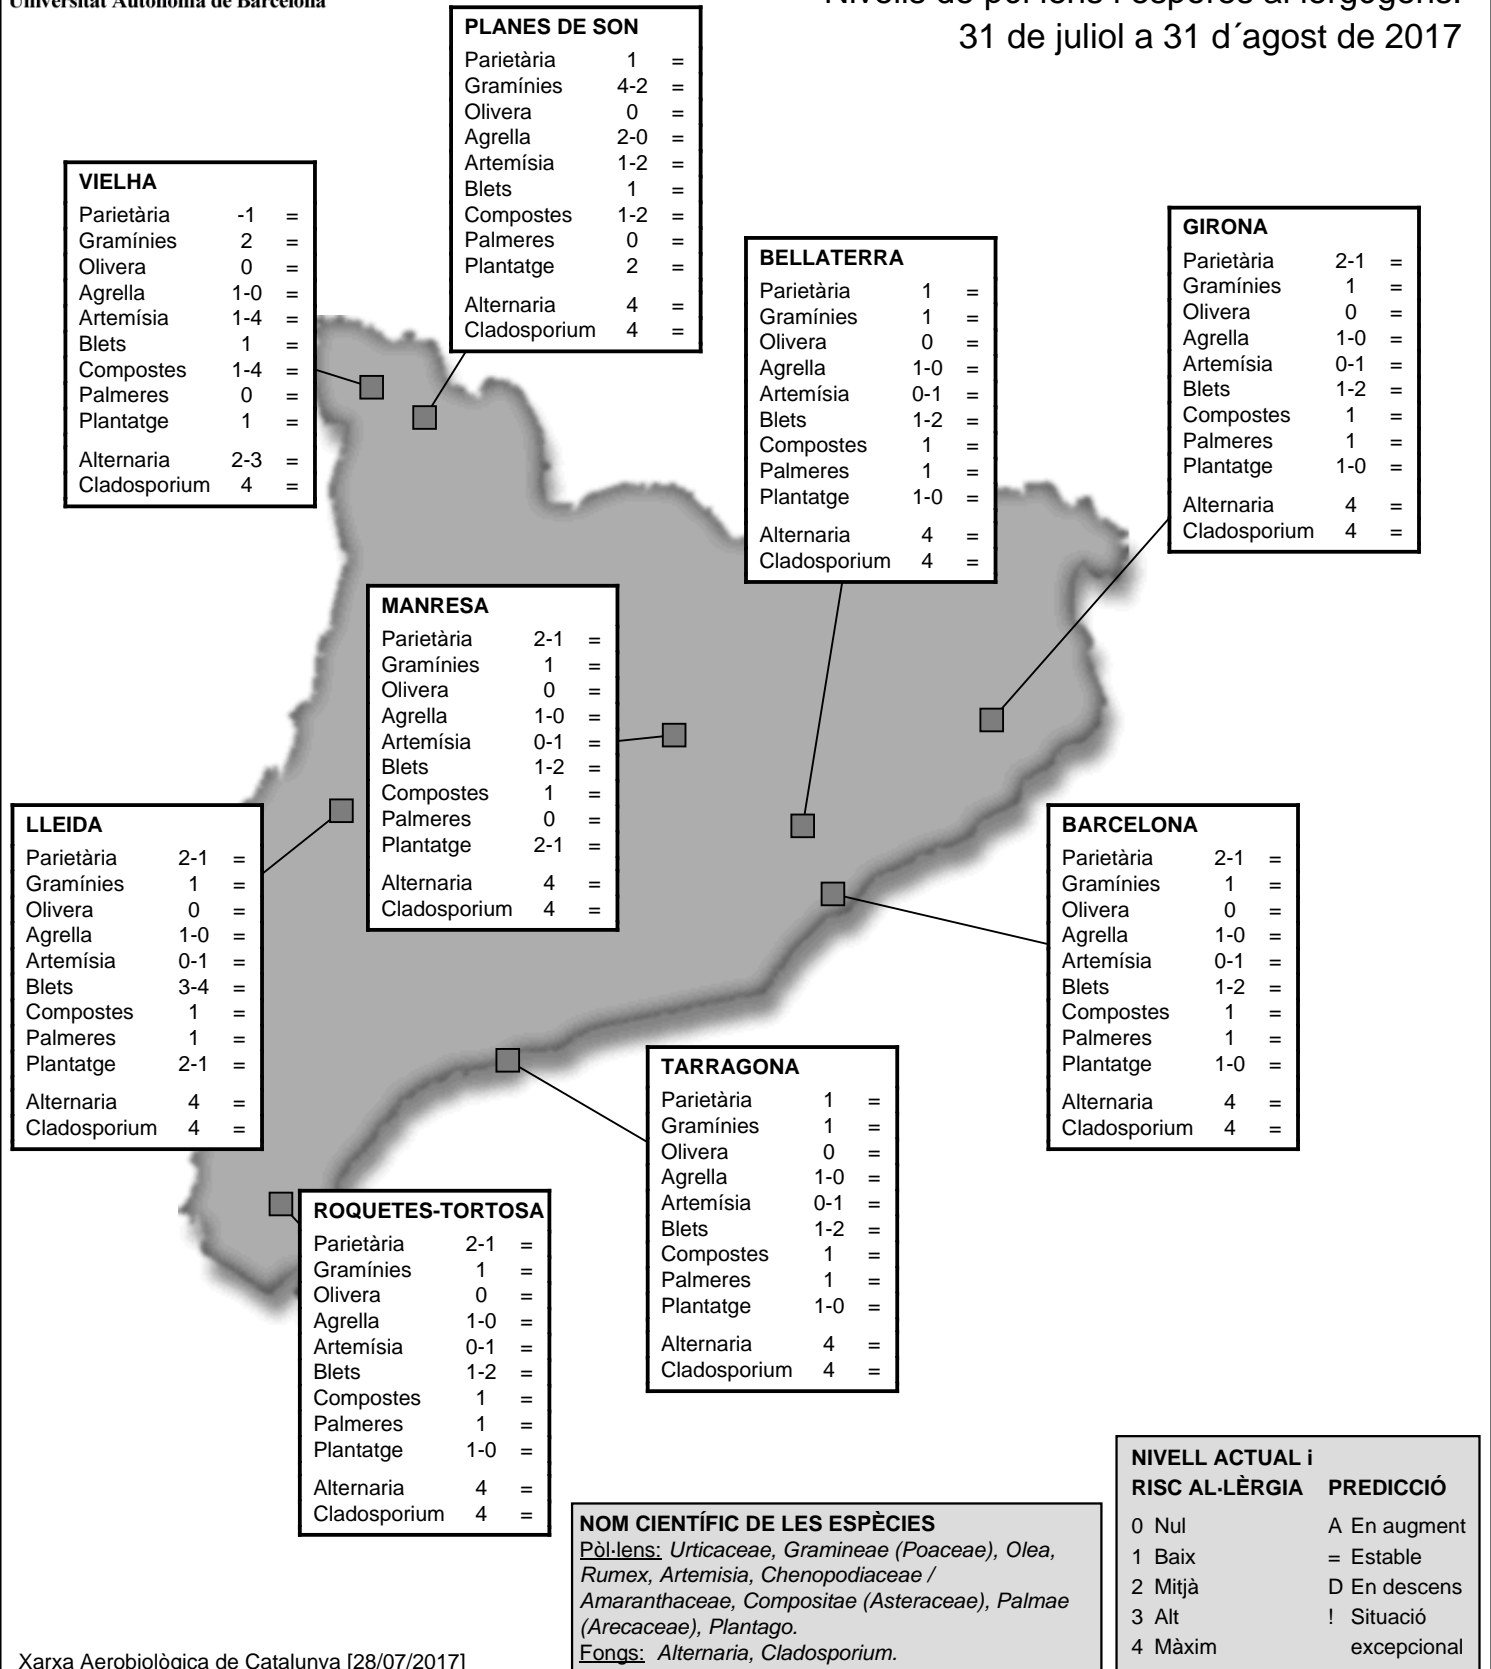 Universitat Autònoma de Barcelona
Nivells de pol·lens i espores al·lergògens.
31 de juliol a 31 d´agost de 2017
PLANES DE SON
Parietària 1 =
Gramínies 4-2 =
Olivera 0 =
Agrella 2-0 =
Artemísia 1-2 =
Blets 1 =
Compostes 1-2 =
Palmeres 0 =
Plantatge 2 =
Alternaria 4 =
Cladosporium 4 =
VIELHA
Parietària -1 =
Gramínies 2 =
Olivera 0 =
Agrella 1-0 =
Artemísia 1-4 =
Blets 1 =
Compostes 1-4 =
Palmeres 0 =
Plantatge 1 =
Alternaria 2-3 =
Cladosporium 4 =
BELLATERRA
Parietària 1 =
Gramínies 1 =
Olivera 0 =
Agrella 1-0 =
Artemísia 0-1 =
Blets 1-2 =
Compostes 1 =
Palmeres 1 =
Plantatge 1-0 =
Alternaria 4 =
Cladosporium 4 =
GIRONA
Parietària 2-1 =
Gramínies 1 =
Olivera 0 =
Agrella 1-0 =
Artemísia 0-1 =
Blets 1-2 =
Compostes 1 =
Palmeres 1 =
Plantatge 1-0 =
Alternaria 4 =
Cladosporium 4 =
MANRESA
Parietària 2-1 =
Gramínies 1 =
Olivera 0 =
Agrella 1-0 =
Artemísia 0-1 =
Blets 1-2 =
Compostes 1 =
Palmeres 0 =
Plantatge 2-1 =
Alternaria 4 =
Cladosporium 4 =
LLEIDA
Parietària 2-1 =
Gramínies 1 =
Olivera 0 =
Agrella 1-0 =
Artemísia 0-1 =
Blets 3-4 =
Compostes 1 =
Palmeres 1 =
Plantatge 2-1 =
Alternaria 4 =
Cladosporium 4 =
BARCELONA
Parietària 2-1 =
Gramínies 1 =
Olivera 0 =
Agrella 1-0 =
Artemísia 0-1 =
Blets 1-2 =
Compostes 1 =
Palmeres 1 =
Plantatge 1-0 =
Alternaria 4 =
Cladosporium 4 =
TARRAGONA
Parietària 1 =
Gramínies 1 =
Olivera 0 =
Agrella 1-0 =
Artemísia 0-1 =
Blets 1-2 =
Compostes 1 =
Palmeres 1 =
Plantatge 1-0 =
Alternaria 4 =
Cladosporium 4 =
ROQUETES-TORTOSA
Parietària 2-1 =
Gramínies 1 =
Olivera 0 =
Agrella 1-0 =
Artemísia 0-1 =
Blets 1-2 =
Compostes 1 =
Palmeres 1 =
Plantatge 1-0 =
Alternaria 4 =
Cladosporium 4 =
NOM CIENTÍFIC DE LES ESPÈCIES
Pòl·lens: Urticaceae, Gramineae (Poaceae), Olea,
Rumex, Artemisia, Chenopodiaceae /
Amaranthaceae, Compositae (Asteraceae), Palmae
(Arecaceae), Plantago.
Fongs: Alternaria, Cladosporium.
NIVELL ACTUAL i
RISC AL·LÈRGIA PREDICCIÓ
0 Nul A En augment
1 Baix = Estable
2 Mitjà D En descens
3 Alt ! Situació
4 Màxim excepcional
Xarxa Aerobiològica de Catalunya [28/07/2017]